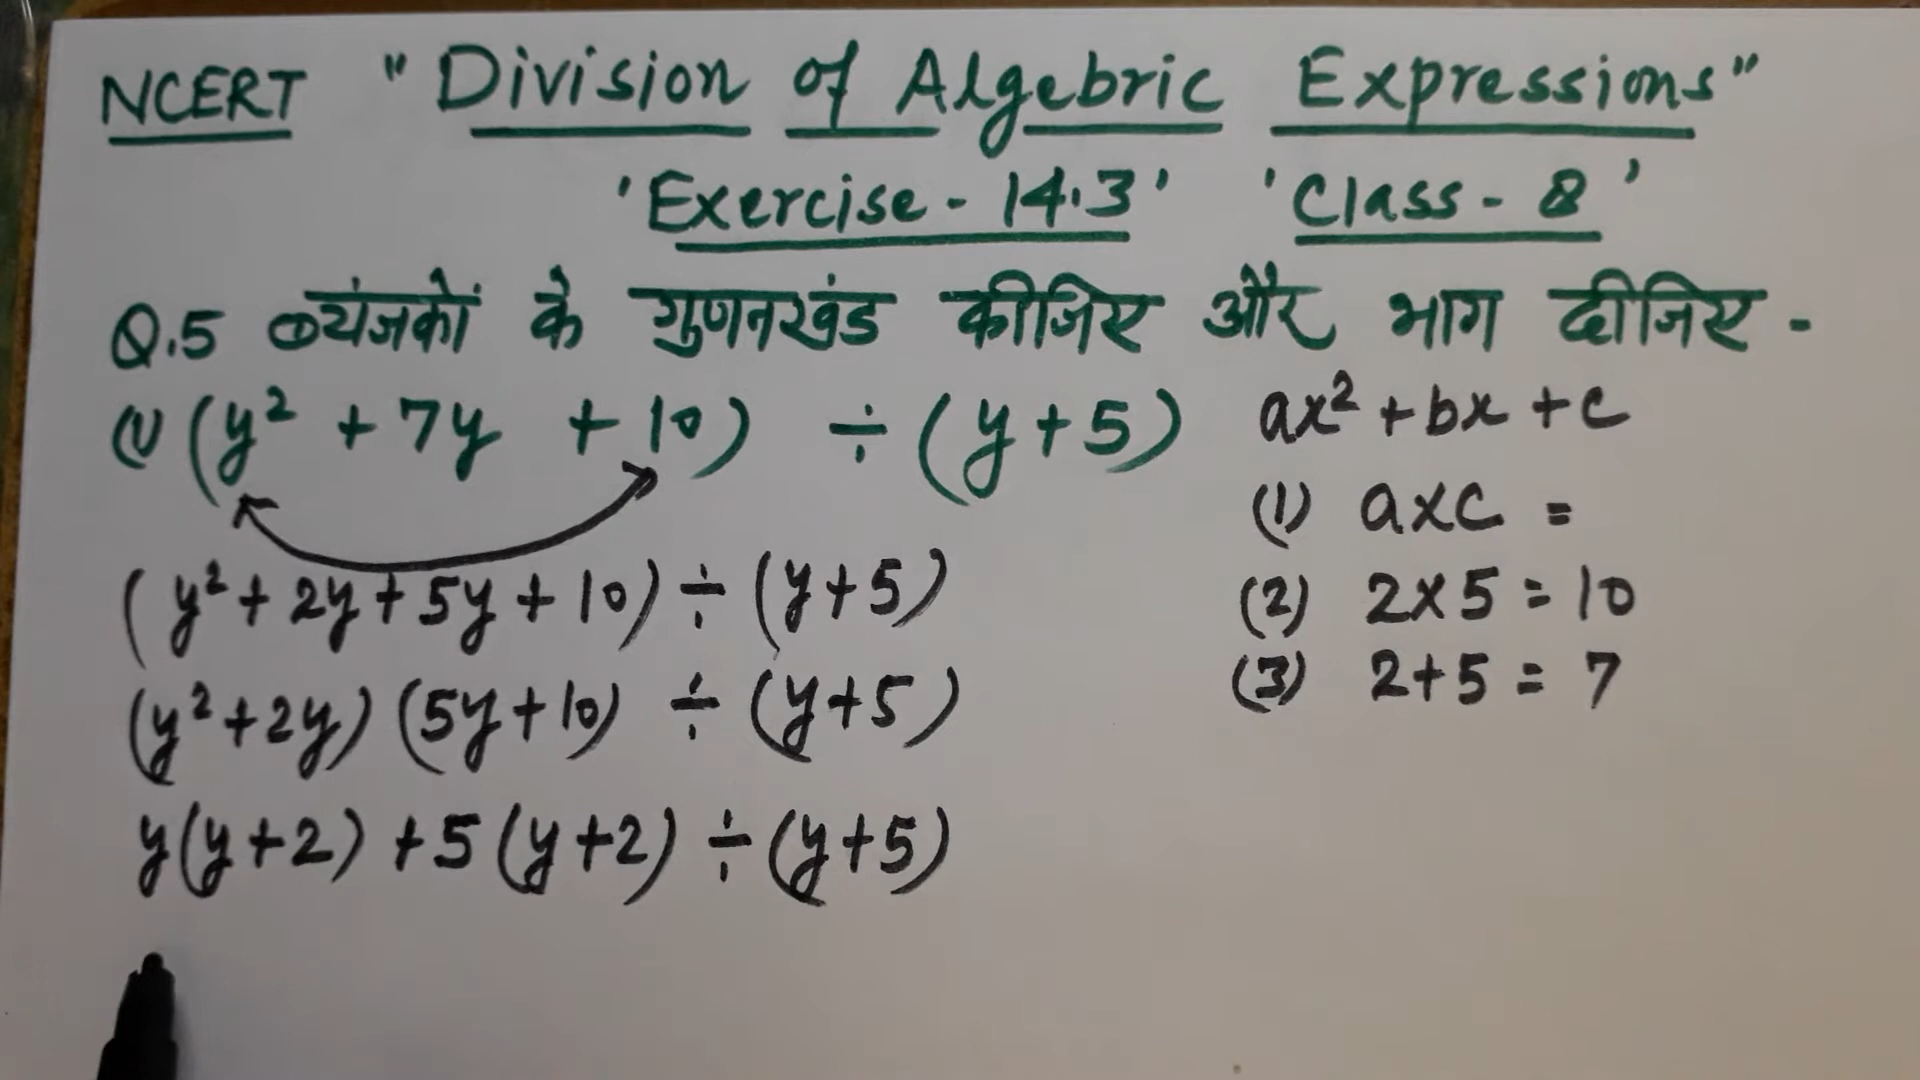 NCERT "Division of Algebric Expressions"
'Exercise - 14.3' 'Class - 8'
Q.5 व्यंजकों के गुणनखंड कीजिए और भाग दीजिए -
(1) (y² + 7y + 10) ÷ (y+5)
ax² + bx + c
(1) a×c =
(y² + 2y + 5y + 10) ÷ (y+5)
(2) 2×5 = 10
(y² + 2y) (5y + 10) ÷ (y+5)
(3) 2+5 = 7
y(y+2) +5 (y+2) ÷ (y+5)